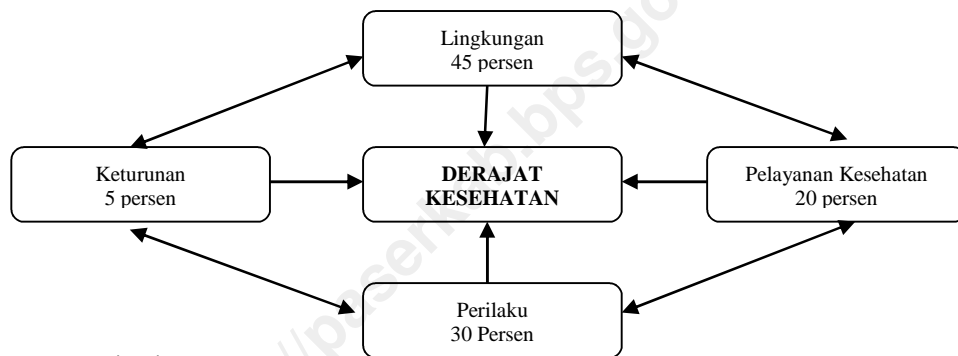 Lingkungan
45 persen
Keturunan
5 persen
DERAJAT
KESEHATAN
Pelayanan Kesehatan
20 persen
Perilaku
30 Persen